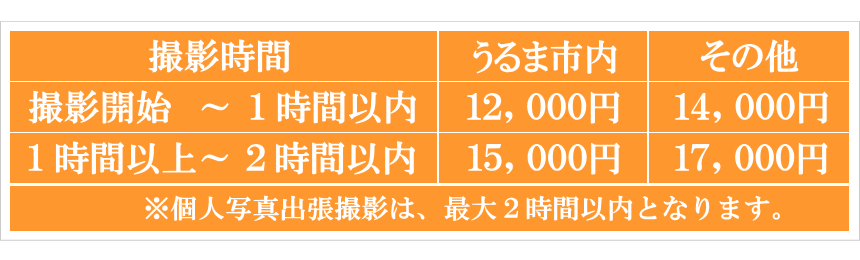 撮影時間 うるま市内 その他
撮影開始 ～ １時間以内 12，000円 14，000円
１時間以上～ ２時間以内 15，000円 17，000円
※個人写真出張撮影は、最大２時間以内となります。